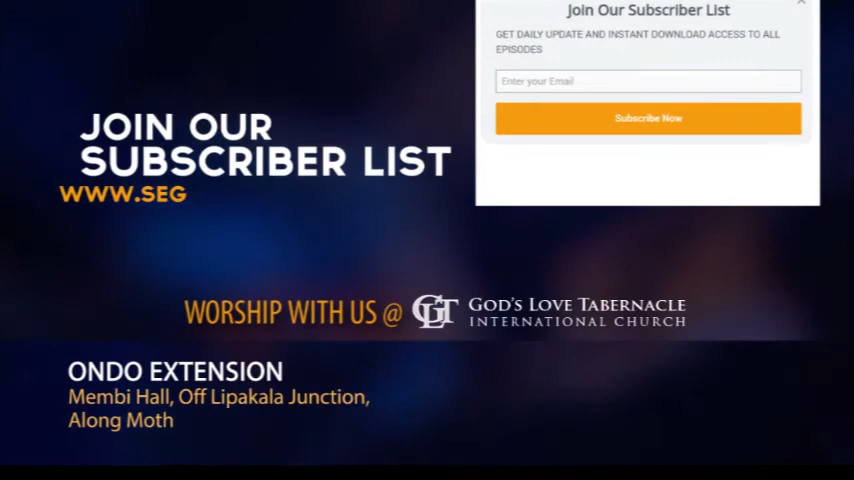 Join Our Subscriber List
GET DAILY UPDATE AND INSTANT DOWNLOAD ACCESS TO ALL
EPISODES
Enter your Email
Subscribe Now
JOIN OUR
SUBSCRIBER LIST
WWW.SEG
WORSHIP WITH US @ GLT GOD'S LOVE TABERNACLE
INTERNATIONAL CHURCH
ONDO EXTENSION
Membi Hall, Off Lipakala Junction,
Along Moth